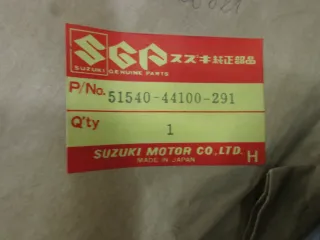 SGP スズキ純正部品
SUZUKI GENUINE PARTS
P/No. 51540-44100-291
Q'ty 1
SUZUKI MOTOR CO., LTD.
MADE IN JAPAN H